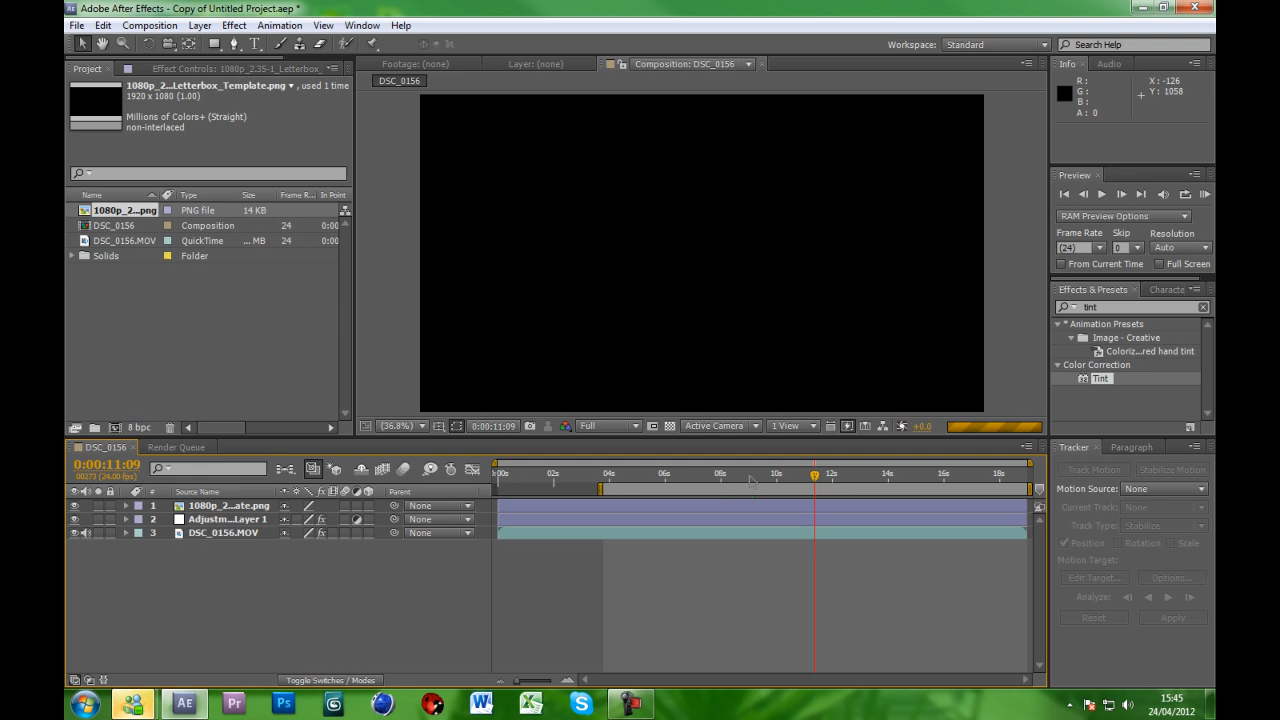 Adobe After Effects - Copy of Untitled Project.aep *
File Edit Composition Layer Effect Animation View Window Help
Workspace: Standard
Search Help
Project
Effect Controls: 1080p_2.35-1_Letterbox_
1080p_2...Letterbox_Template.png ▾, used 1 time
1920 x 1080 (1.00)
Millions of Colors+ (Straight)
non-interlaced
Name Type Size Frame R... In Point
1080p_2...png PNG file 14 KB
DSC_0156 Composition 24 0:00
DSC_0156.MOV QuickTime ... MB 24 0:00
Solids Folder
8 bpc
Footage: (none) Layer: (none) Composition: DSC_0156
DSC_0156
(36.8%) 0:00:11:09 Full Active Camera 1 View +0.0
Info Audio
R :
G :
B :
A : 0
X : -126
Y : 1058
Preview
RAM Preview Options
Frame Rate Skip Resolution
(24) 0 Auto
From Current Time Full Screen
Effects & Presets Characte
tint
* Animation Presets
Image - Creative
Coloriz...red hand tint
Color Correction
Tint
DSC_0156 Render Queue
0:00:11:09
00273 (24.00 fps)
:00s 02s 04s 06s 08s 10s 12s 14s 16s 18s
# Source Name Parent
1 1080p_2...ate.png None
2 Adjustm...Layer 1 None
3 DSC_0156.MOV None
Toggle Switches / Modes
Tracker Paragraph
Track Motion Stabilize Motion
Motion Source: None
Current Track: None
Track Type: Stabilize
Position Rotation Scale
Motion Target:
Edit Target... Options...
Analyze:
Reset Apply
15:45
24/04/2012